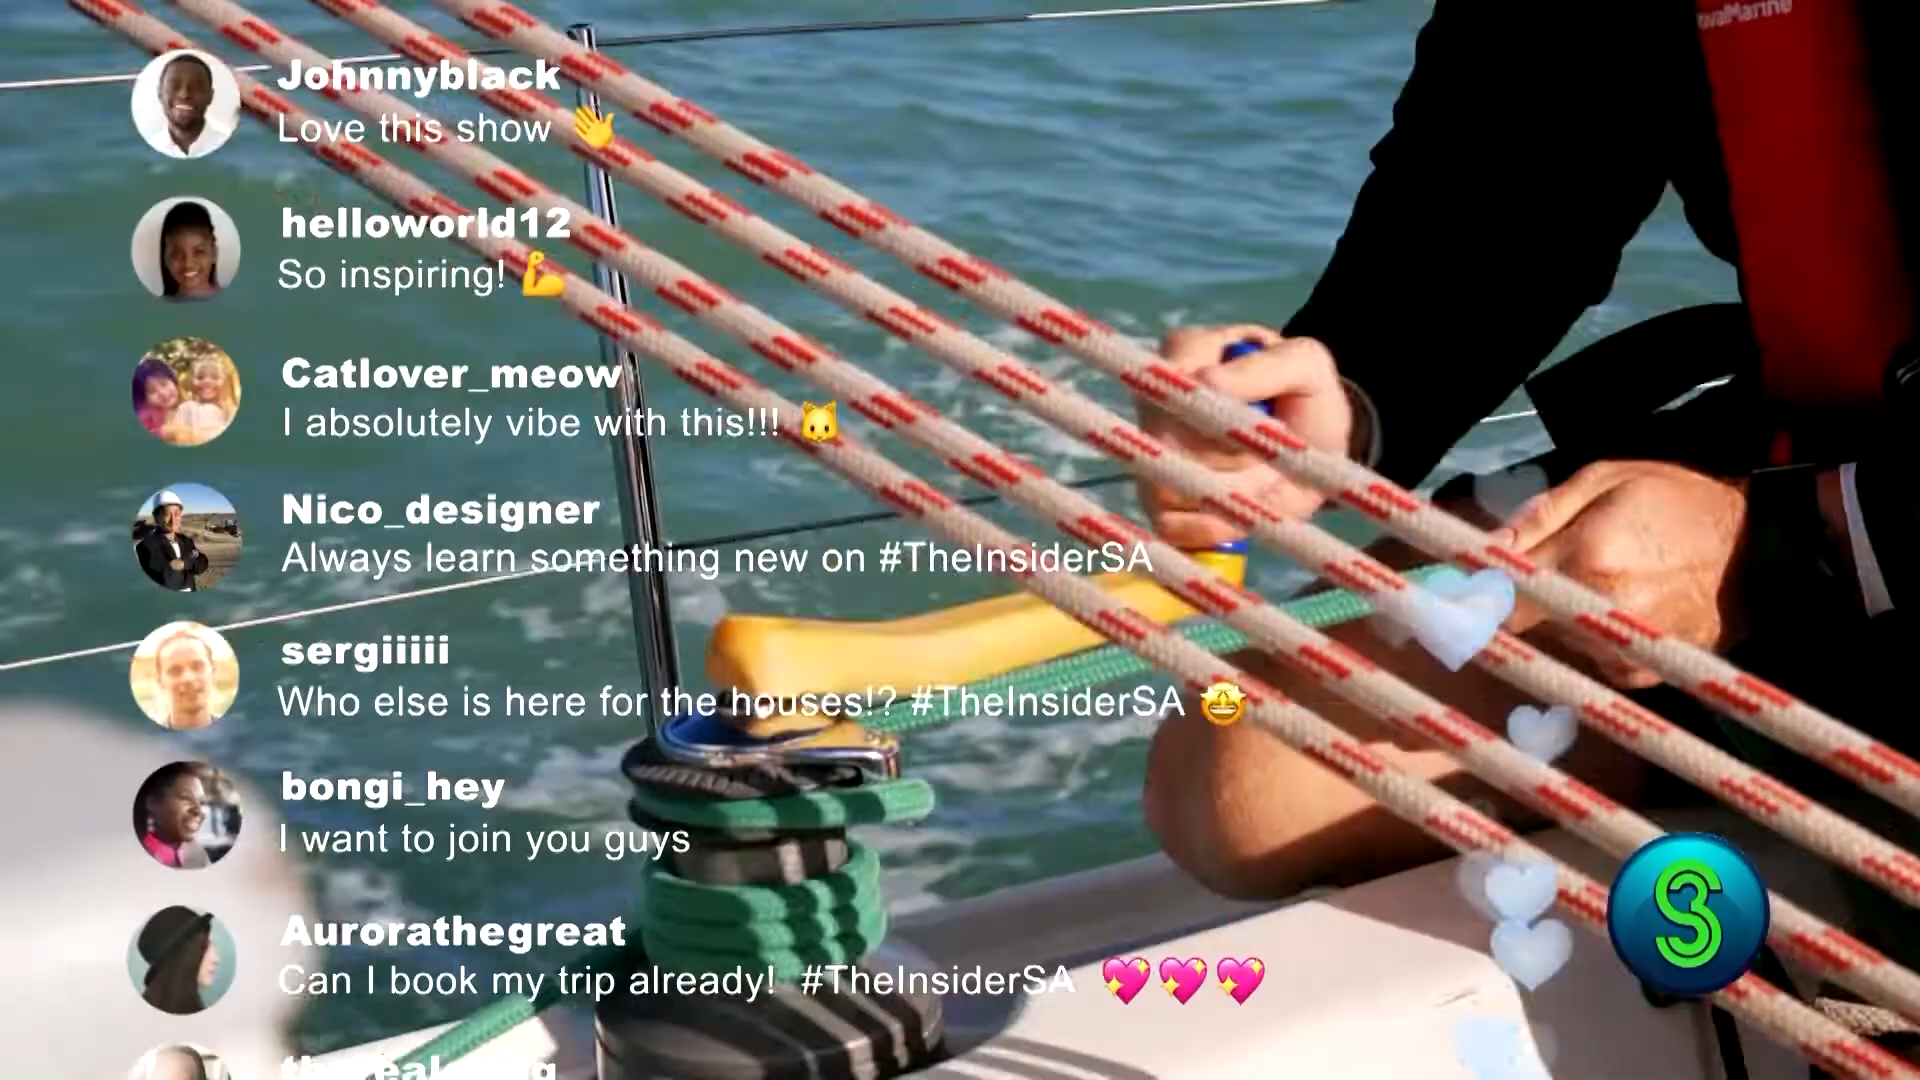 Johnnyblack
Love this show 👋
helloworld12
So inspiring! 💪
Catlover_meow
I absolutely vibe with this!!! 🐱
Nico_designer
Always learn something new on #TheInsiderSA
sergiiiii
Who else is here for the houses!? #TheInsiderSA 🤩
bongi_hey
I want to join you guys
Aurorathegreat
Can I book my trip already! #TheInsiderSA 💖💖💖
S3